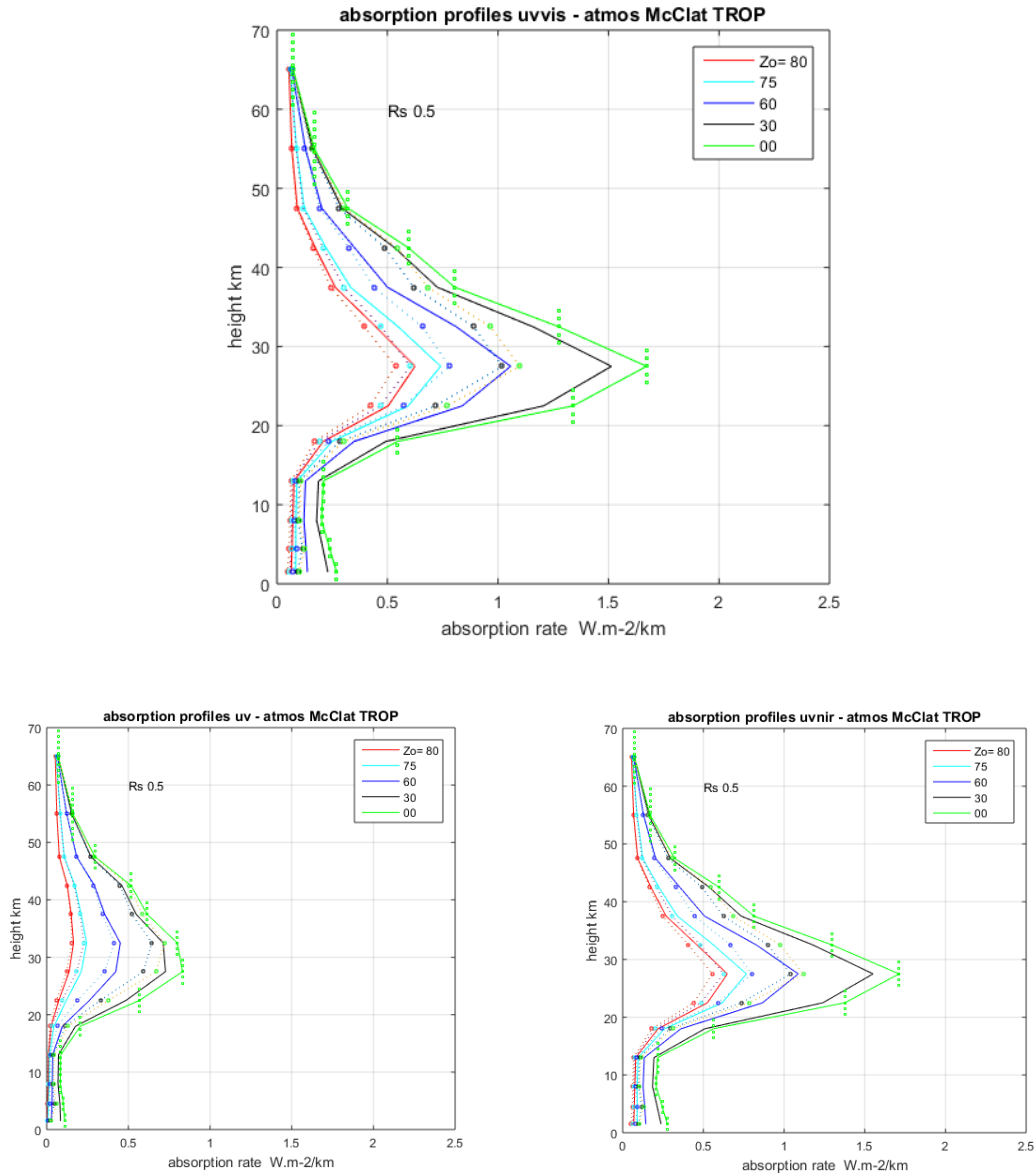 absorption profiles uvvis - atmos McClat TROP
70
60
50
40
30
20
10
0
height km
Rs 0.5
Zo= 80
75
60
30
00
0 0.5 1 1.5 2 2.5
absorption rate W.m-2/km
absorption profiles uv - atmos McClat TROP
70
60
50
40
30
20
10
0
height km
Rs 0.5
Zo= 80
75
60
30
00
0 0.5 1 1.5 2 2.5
absorption rate W.m-2/km
absorption profiles uvnir - atmos McClat TROP
70
60
50
40
30
20
10
0
height km
Rs 0.5
Zo= 80
75
60
30
00
0 0.5 1 1.5 2 2.5
absorption rate W.m-2/km